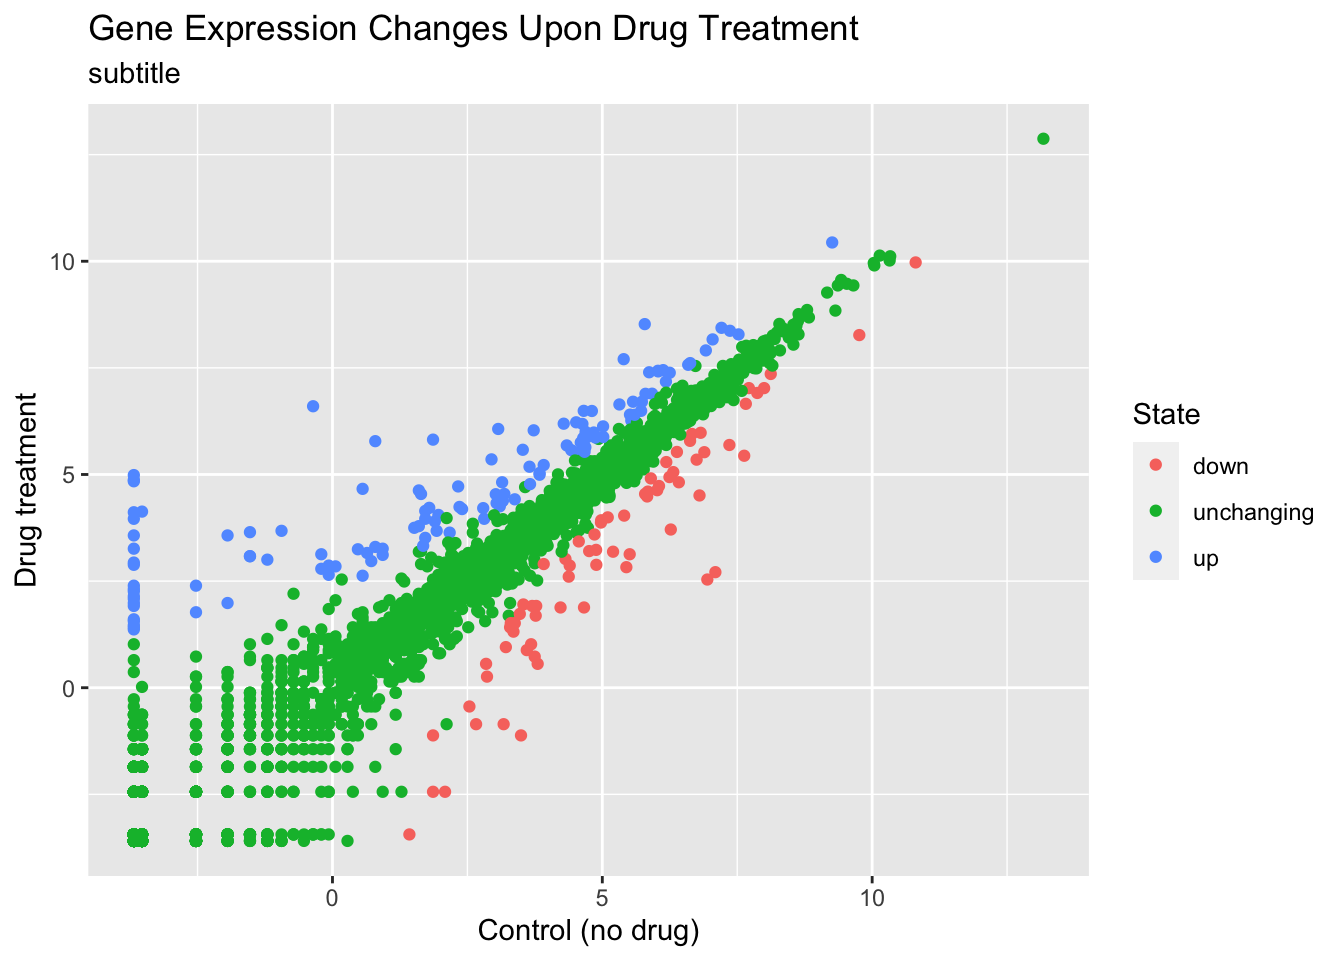 Gene Expression Changes Upon Drug Treatment
subtitle
Drug treatment
10
5
0
0
5
10
Control (no drug)
State
down
unchanging
up